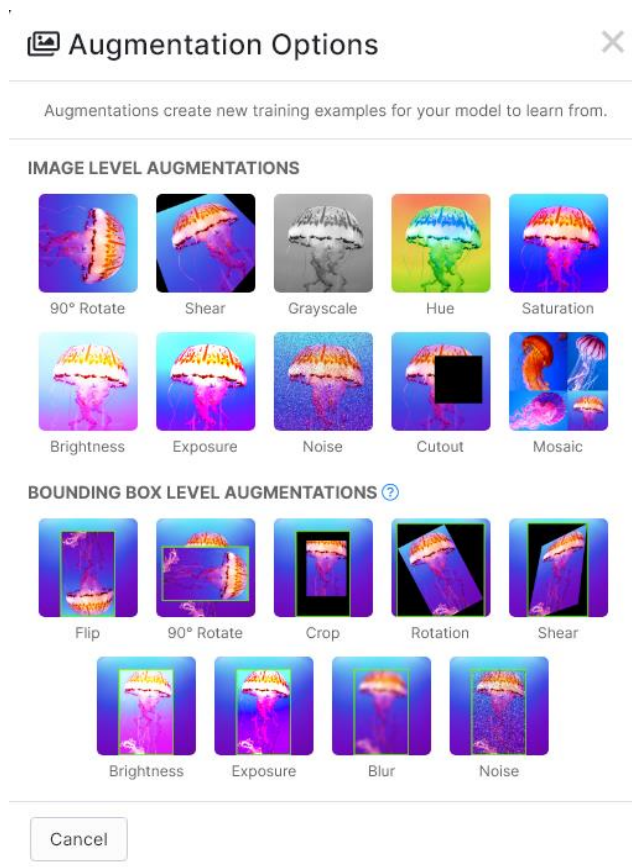 Augmentation Options
Augmentations create new training examples for your model to learn from.
IMAGE LEVEL AUGMENTATIONS
90° Rotate Shear Grayscale Hue Saturation
Brightness Exposure Noise Cutout Mosaic
BOUNDING BOX LEVEL AUGMENTATIONS ?
Flip 90° Rotate Crop Rotation Shear
Brightness Exposure Blur Noise
Cancel